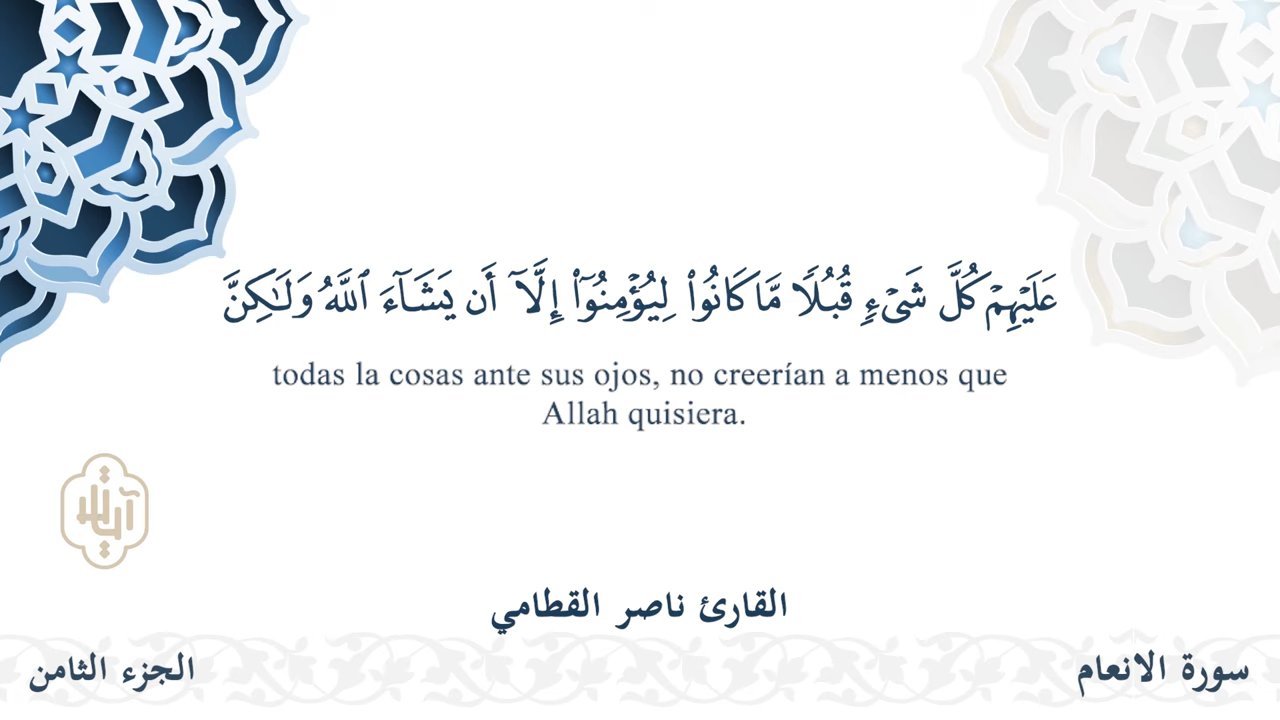 عَلَيۡهِمۡ كُلَّ شَيۡءٖ قُبُلٗا مَّا كَانُواْ لِيُؤۡمِنُوٓاْ إِلَّآ أَن يَشَآءَ ٱللَّهُ وَلَٰكِنَّ
todas la cosas ante sus ojos, no creerían a menos que
Allah quisiera.
القارئ ناصر القطامي
سورة الانعام
الجزء الثامن